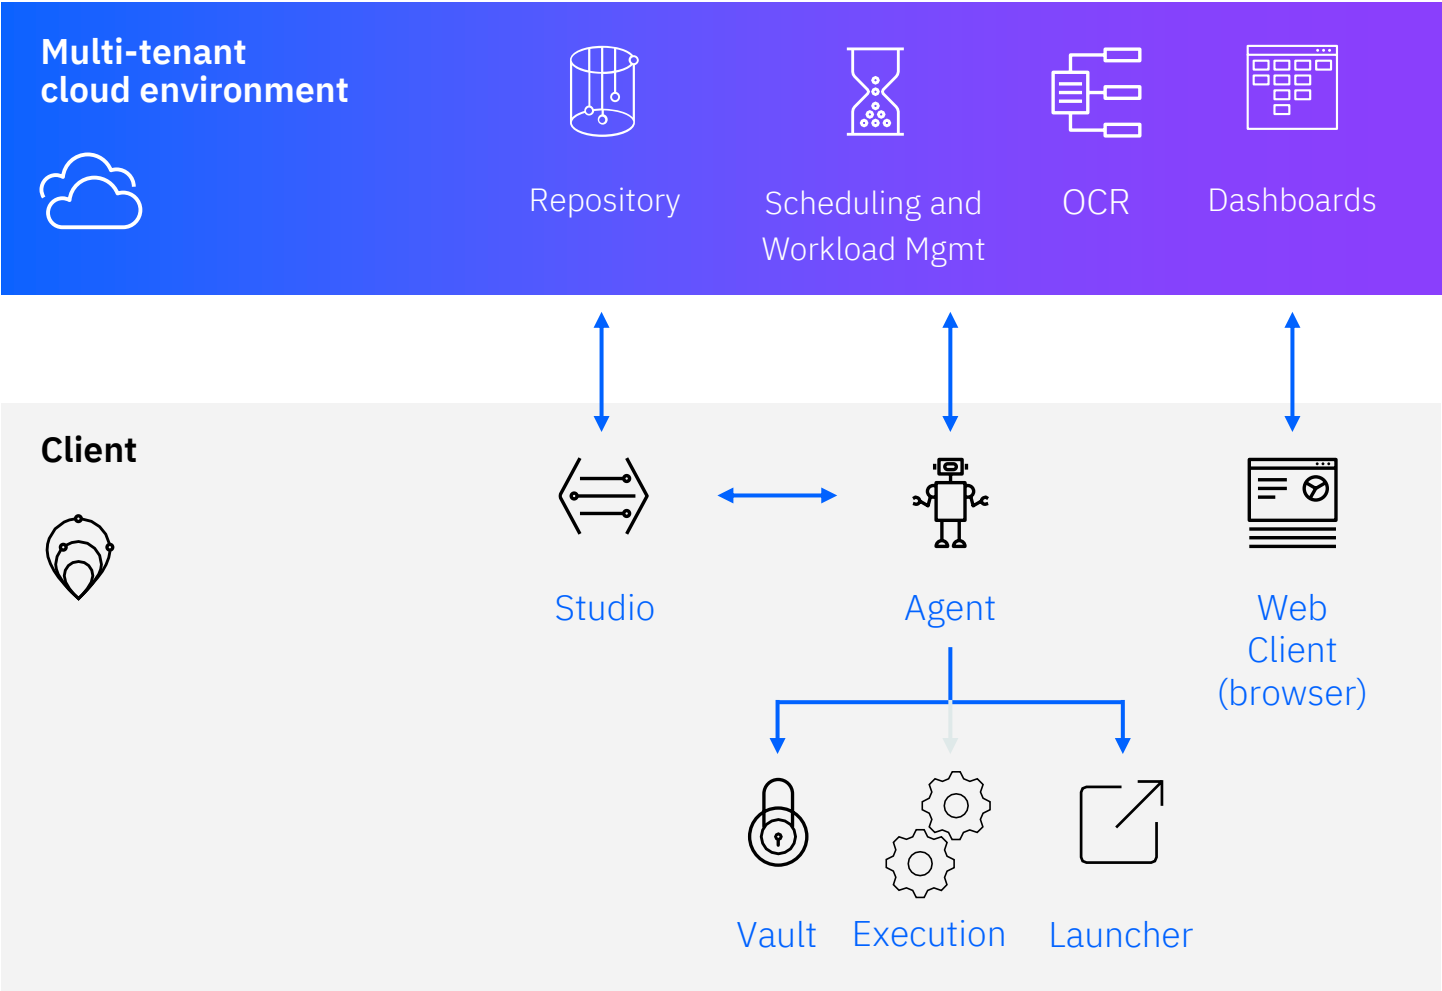 Multi-tenant
cloud environment
Repository
Scheduling and
Workload Mgmt
OCR
Dashboards
Client
Studio
Agent
Web
Client
(browser)
Vault
Execution
Launcher